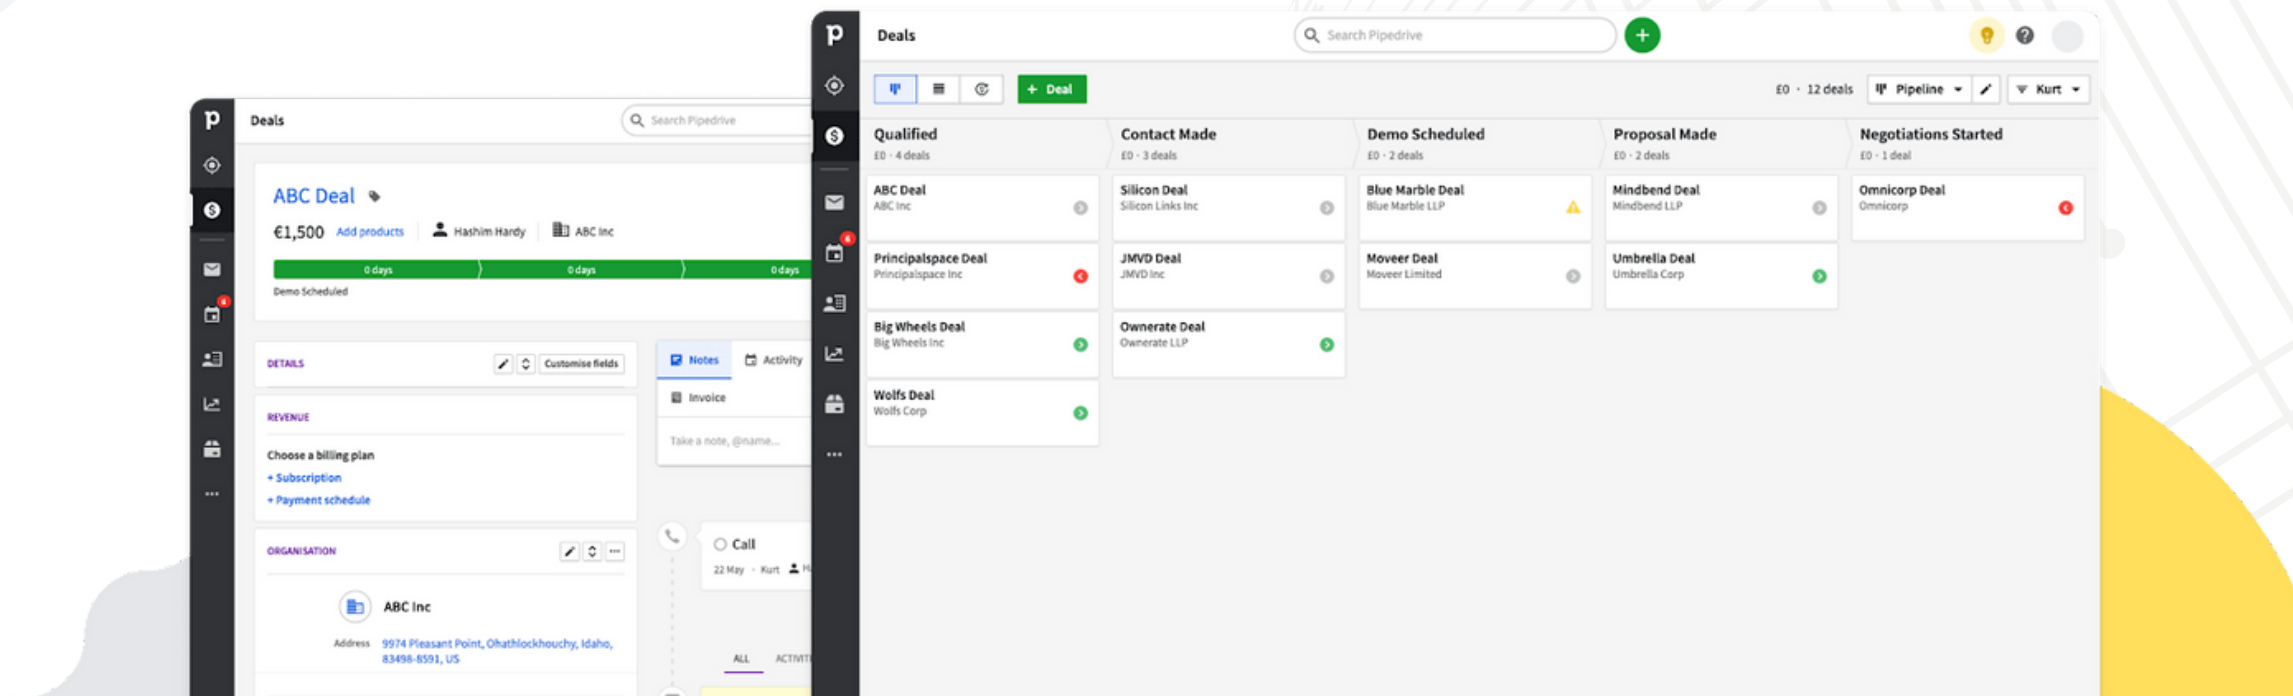 p
Deals
Search Pipedrive
ABC Deal
€1,500 Add products Hashim Hardy ABC Inc
0 days 0 days 0 days
Demo Scheduled
6
DETAILS
Customise fields
REVENUE
Choose a billing plan
+ Subscription
+ Payment schedule
ORGANISATION
ABC Inc
Address 9974 Pleasant Point, Ohathlockhouchy, Idaho,
83498-8591, US
Notes Activity
Invoice
Take a note, @name...
Call
22 May · Kurt
ALL
p
Deals
Search Pipedrive
+ Deal
£0 · 12 deals
Pipeline
Kurt
6
Qualified
£0 · 4 deals
ABC Deal
ABC Inc
Principalspace Deal
Principalspace Inc
Big Wheels Deal
Big Wheels Inc
Wolfs Deal
Wolfs Corp
Contact Made
£0 · 3 deals
Silicon Deal
Silicon Links Inc
JMVD Deal
JMVD Inc
Ownerate Deal
Ownerate LLP
Demo Scheduled
£0 · 2 deals
Blue Marble Deal
Blue Marble LLP
Moveer Deal
Moveer Limited
Proposal Made
£0 · 2 deals
Mindbend Deal
Mindbend LLP
Umbrella Deal
Umbrella Corp
Negotiations Started
£0 · 1 deal
Omnicorp Deal
Omnicorp